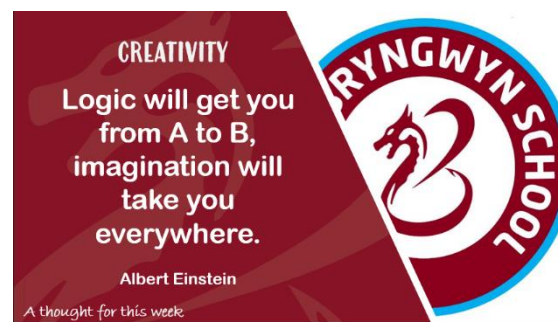 CREATIVITY
Logic will get you
from A to B,
imagination will
take you
everywhere.
Albert Einstein
A thought for this week
BRYNGWYN SCHOOL